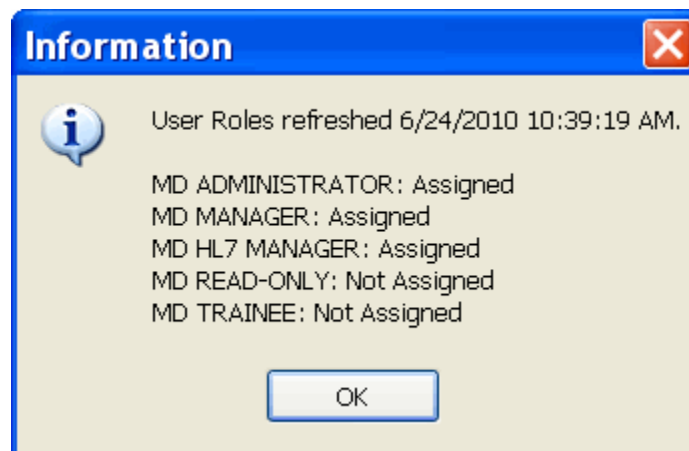 Information
User Roles refreshed 6/24/2010 10:39:19 AM.
MD ADMINISTRATOR: Assigned
MD MANAGER: Assigned
MD HL7 MANAGER: Assigned
MD READ-ONLY: Not Assigned
MD TRAINEE: Not Assigned
OK